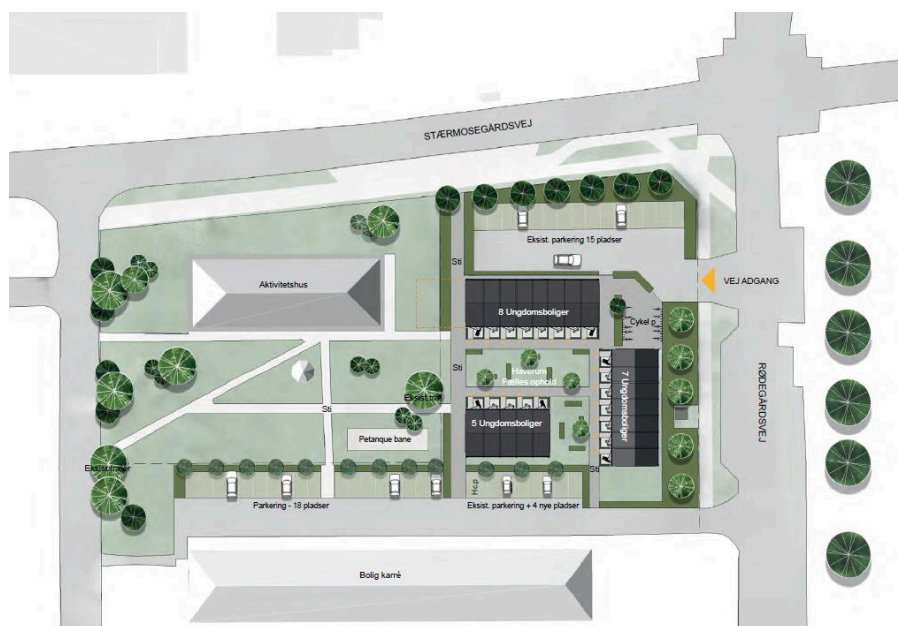 STÆRMOSEGÅRDSVEJ
Eksist. parkering 15 pladser
Sti
Aktivitetshus
VEJ ADGANG
8 Ungdomsboliger
Cykel p.
RØDEGÅRDSVEJ
Haverum
Fælles ophold
Sti
7 Ungdomsboliger
Eksist.
Sti
5 Ungdomsboliger
Petanque bane
Sti
Hcp
Parkering - 18 pladser
Eksist. parkering + 4 nye pladser
Bolig karré